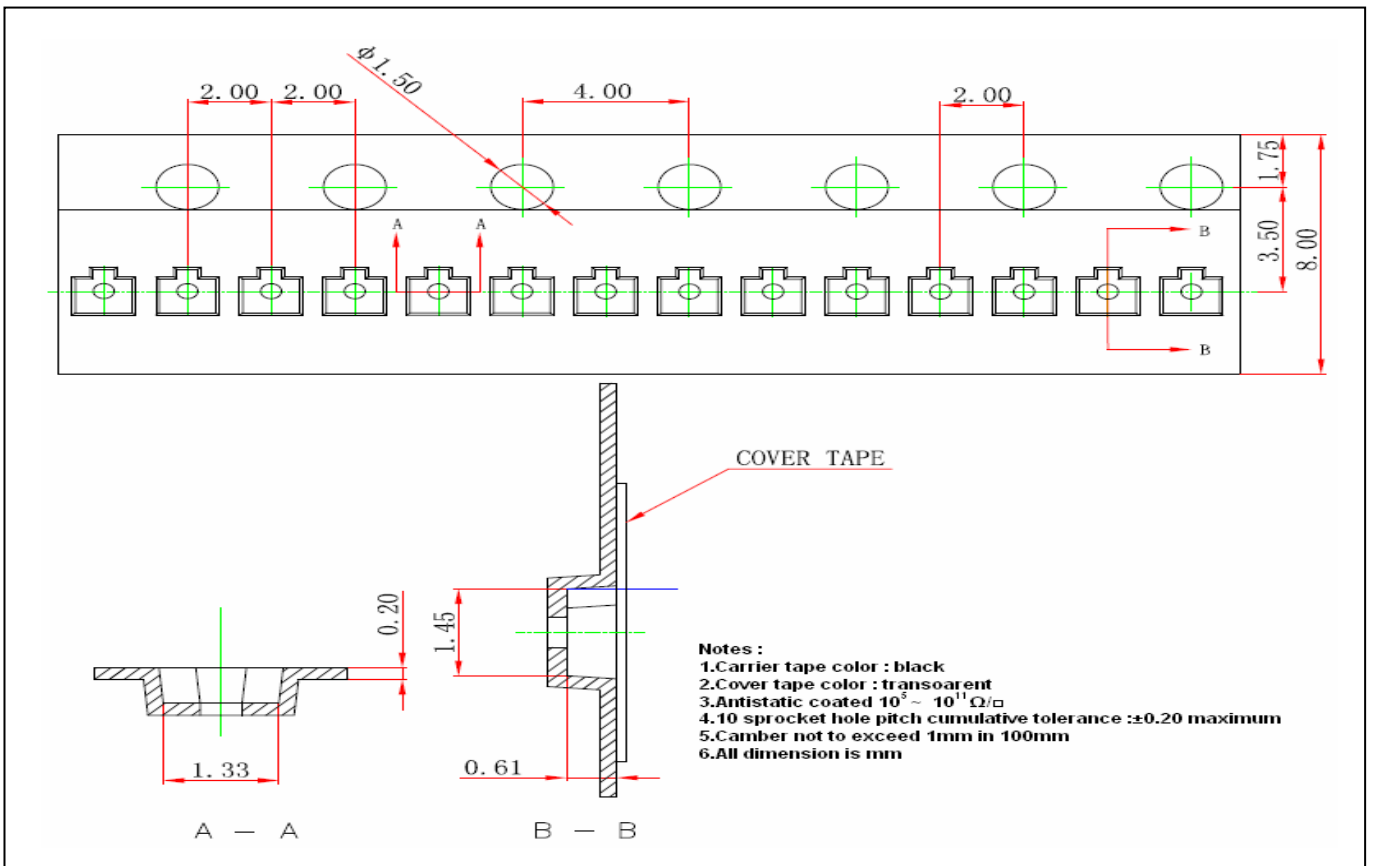 ϕ1.50
2.00 2.00 4.00 2.00
1.75
3.50
8.00
A A
B
B
COVER TAPE
0.20
1.45
1.33
0.61
A — A
B — B
Notes :
1.Carrier tape color : black
2.Cover tape color : transoarent
3.Antistatic coated 10⁵ ~ 10¹¹ Ω/□
4.10 sprocket hole pitch cumulative tolerance :±0.20 maximum
5.Camber not to exceed 1mm in 100mm
6.All dimension is mm